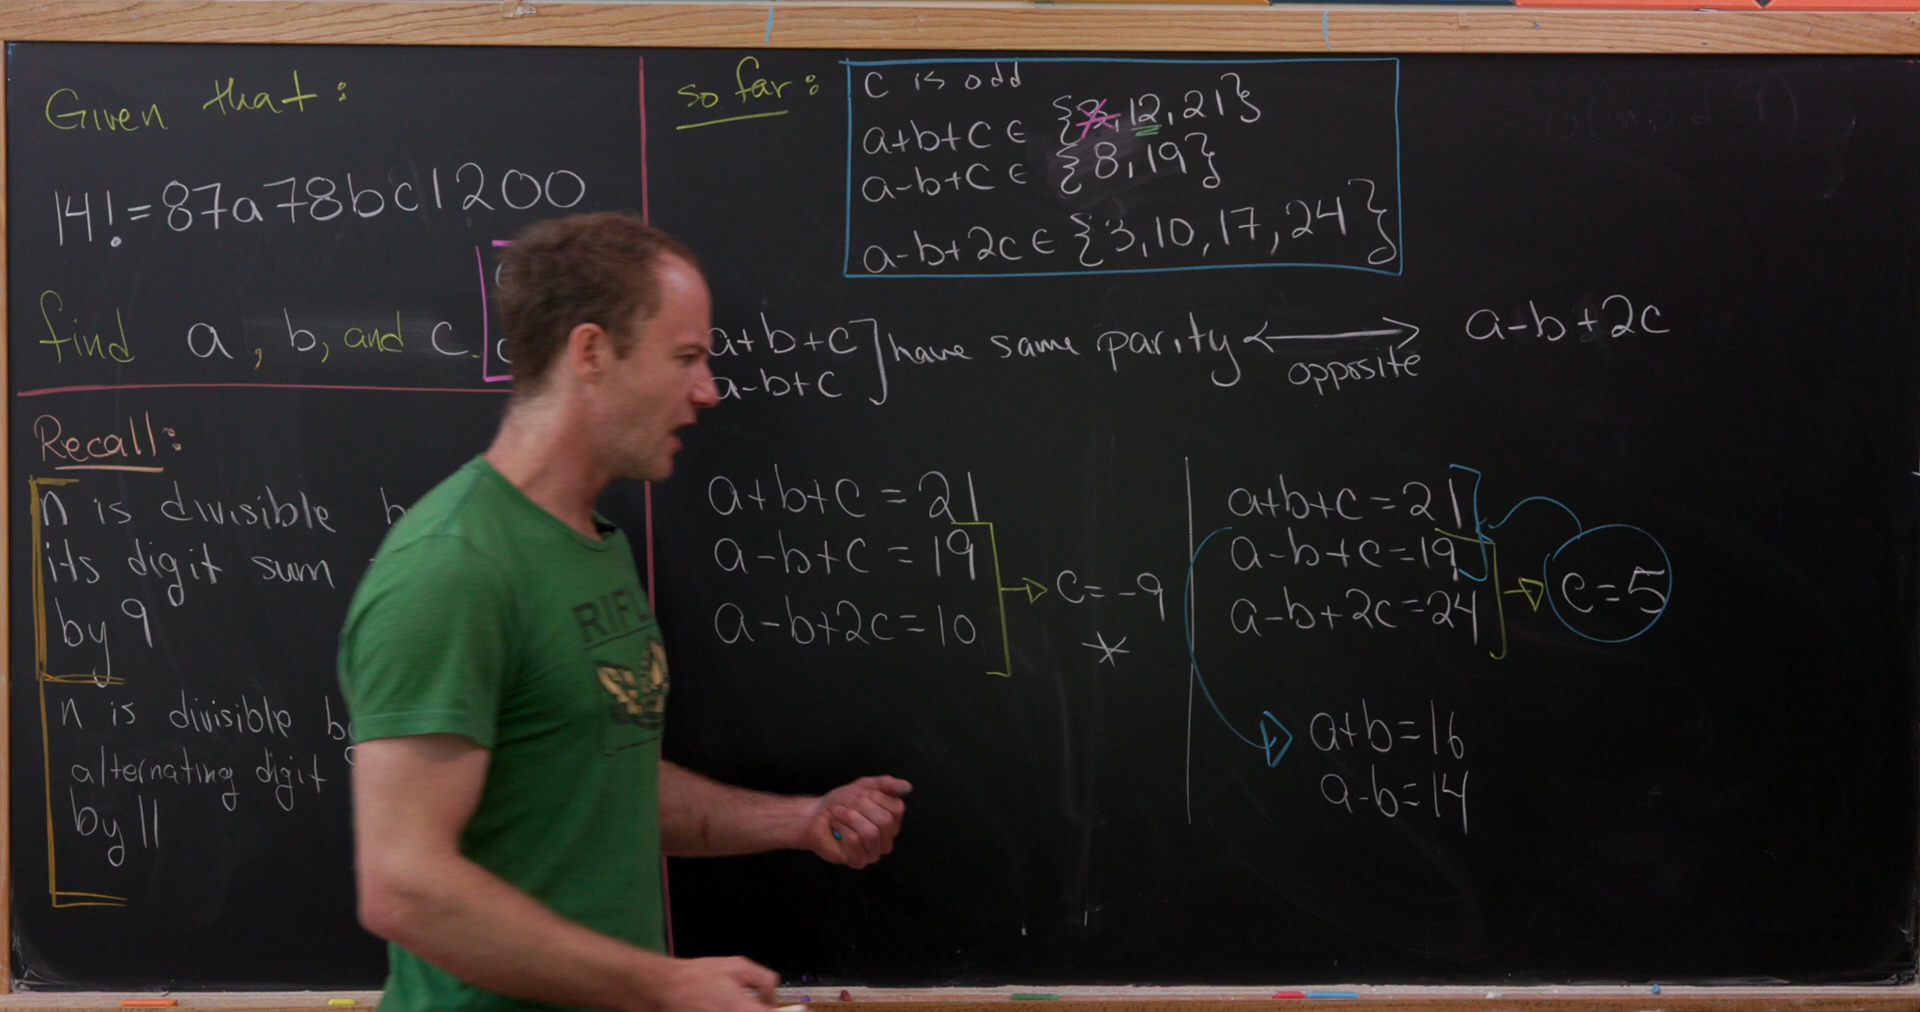 Given that:
14! = 87a78bc1200
find a, b, and c.
Recall:
n is divisible
its digit sum
by 9
n is divisible
alternating digit
by 11
so far:
c is odd
a+b+c ∈ {3, 12, 21}
a-b+c ∈ {8, 19}
a-b+2c ∈ {3, 10, 17, 24}
a+b+c
a-b+c
] have same parity ⟷ a-b+2c
opposite
a+b+c = 21
a-b+c = 19
a-b+2c = 10
→ c = -9
*
a+b+c = 21
a-b+c = 19
a-b+2c = 24
→ c = 5
a+b = 16
a-b = 14
RIFL